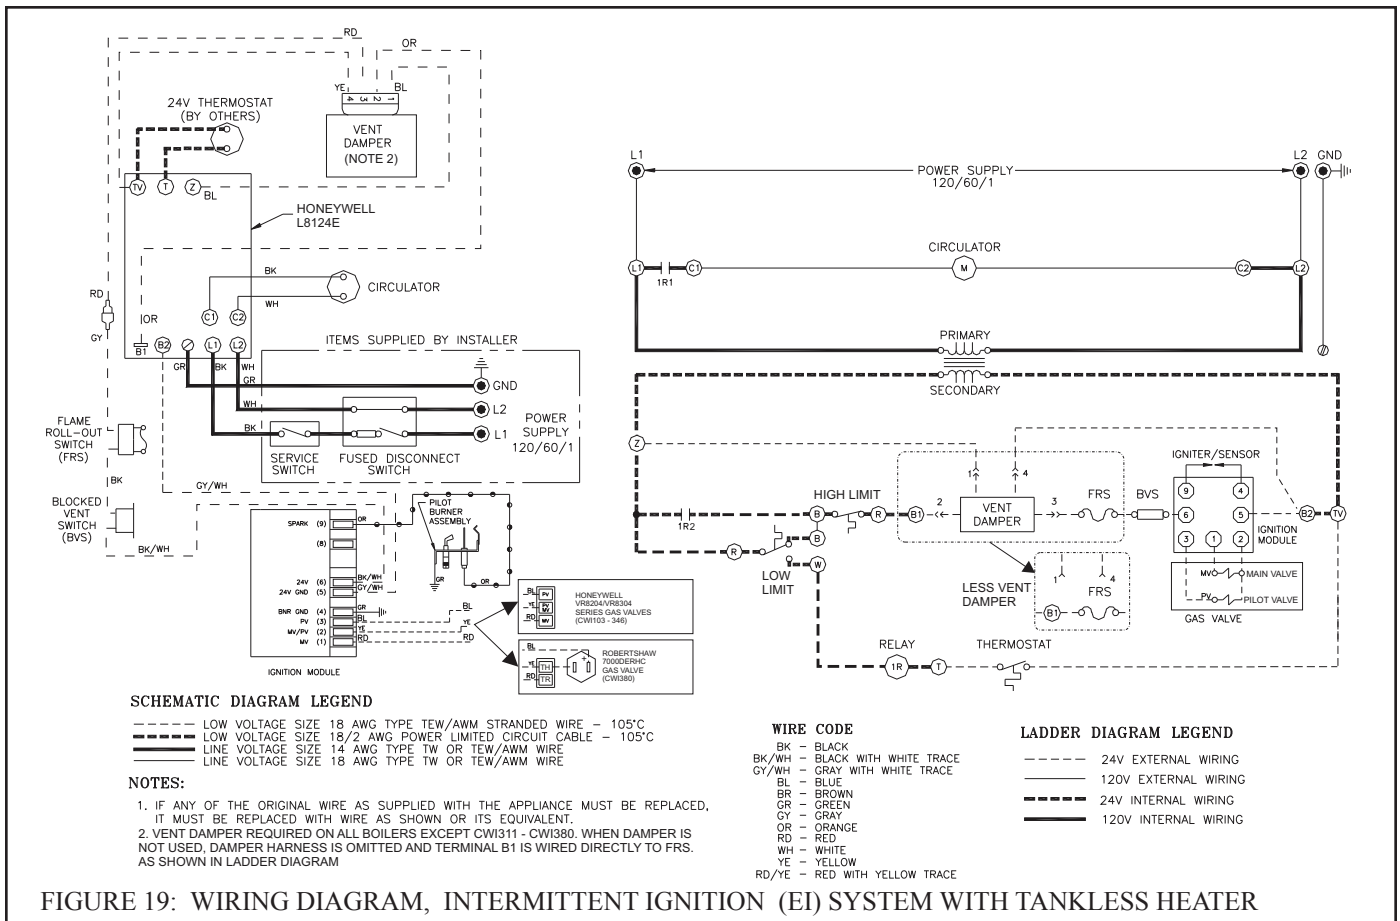 RD
OR
YE
BL
4 3 2 1
24V THERMOSTAT
(BY OTHERS)
VENT
DAMPER
(NOTE 2)
TV
T
Z
BL
HONEYWELL
L8124E
BK
CIRCULATOR
WH
RD
GY
OR
C1
C2
B1
B2
L1
L2
GR
BK
WH
ITEMS SUPPLIED BY INSTALLER
GR
GND
WH
L2
BK
L1
POWER
SUPPLY
120/60/1
SERVICE
SWITCH
FUSED DISCONNECT
SWITCH
FLAME
ROLL-OUT
SWITCH
(FRS)
BK
BLOCKED
VENT
SWITCH
(BVS)
BK/WH
GY/WH
PILOT
BURNER
ASSEMBLY
SPARK (9)
OR
(8)
24V (6)
BK/WH
24V GND (5)
GY/WH
BNR GND (4)
GR
PV (3)
BL
MV/PV (2)
YE
MV (1)
RD
BL
YE
RD
GR
OR
IGNITION MODULE
BL
PV
YE
PV
MV
RD
MV
HONEYWELL
VR8204/VR8304
SERIES GAS VALVES
(CWI103 - 346)
BL
YE
TH
RD
TR
ROBERTSHAW
7000DERHC
GAS VALVE
(CWI380)
L1
POWER SUPPLY
120/60/1
L2
GND
CIRCULATOR
L1
1R1
C1
M
C2
L2
PRIMARY
SECONDARY
Z
1
4
IGNITER/SENSOR
HIGH LIMIT
2
VENT
DAMPER
3
FRS
BVS
9
4
1R2
B
R
B1
6
5
B2
TV
B
R
IGNITION
MODULE
3
1
2
W
LOW
LIMIT
LESS VENT
DAMPER
1
4
FRS
B1
MV
MAIN VALVE
PV
PILOT VALVE
GAS VALVE
RELAY
THERMOSTAT
1R
T
SCHEMATIC DIAGRAM LEGEND
LOW VOLTAGE SIZE 18 AWG TYPE TEW/AWM STRANDED WIRE - 105°C
LOW VOLTAGE SIZE 18/2 AWG POWER LIMITED CIRCUIT CABLE - 105°C
LINE VOLTAGE SIZE 14 AWG TYPE TW OR TEW/AWM WIRE
LINE VOLTAGE SIZE 18 AWG TYPE TW OR TEW/AWM WIRE
NOTES:
1. IF ANY OF THE ORIGINAL WIRE AS SUPPLIED WITH THE APPLIANCE MUST BE REPLACED,
IT MUST BE REPLACED WITH WIRE AS SHOWN OR ITS EQUIVALENT.
2. VENT DAMPER REQUIRED ON ALL BOILERS EXCEPT CWI311 - CWI380. WHEN DAMPER IS
NOT USED, DAMPER HARNESS IS OMITTED AND TERMINAL B1 IS WIRED DIRECTLY TO FRS.
AS SHOWN IN LADDER DIAGRAM
WIRE CODE
BK - BLACK
BK/WH - BLACK WITH WHITE TRACE
GY/WH - GRAY WITH WHITE TRACE
BL - BLUE
BR - BROWN
GR - GREEN
GY - GRAY
OR - ORANGE
RD - RED
WH - WHITE
YE - YELLOW
RD/YE - RED WITH YELLOW TRACE
LADDER DIAGRAM LEGEND
24V EXTERNAL WIRING
120V EXTERNAL WIRING
24V INTERNAL WIRING
120V INTERNAL WIRING
FIGURE 19: WIRING DIAGRAM, INTERMITTENT IGNITION (EI) SYSTEM WITH TANKLESS HEATER